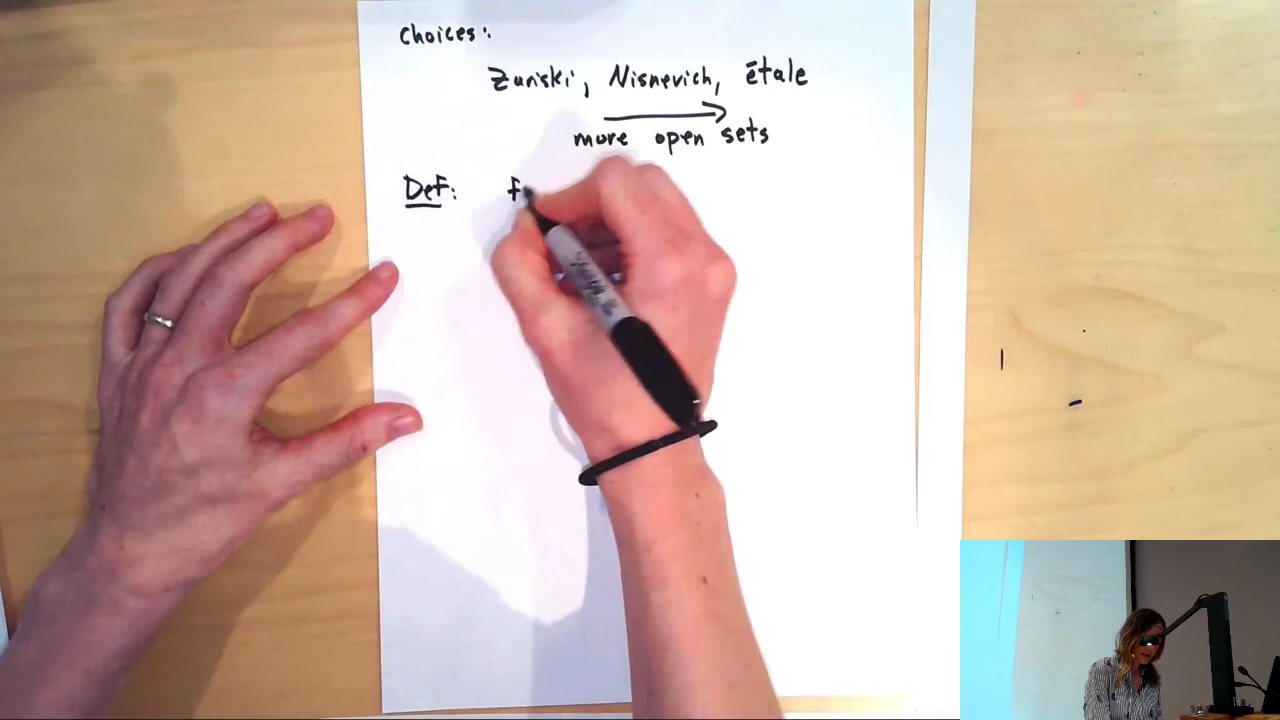 Choices:
Zariski, Nisnevich, étale
more open sets
Def: f